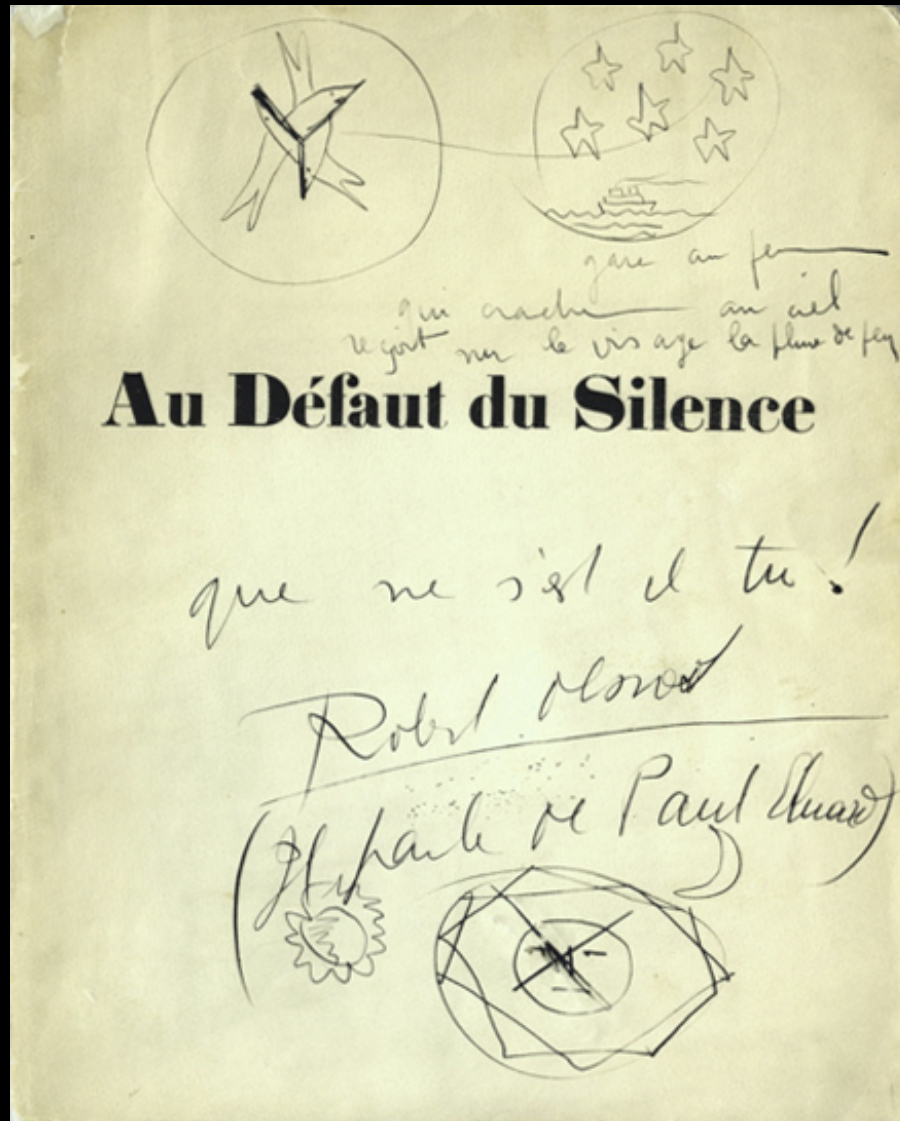 gare au feu
qui crache au ciel
reçoit sur le visage la pluie de feu
Au Défaut du Silence
que ne s'est il tu !
Robert Desnos
(Il parle de Paul Eluard)